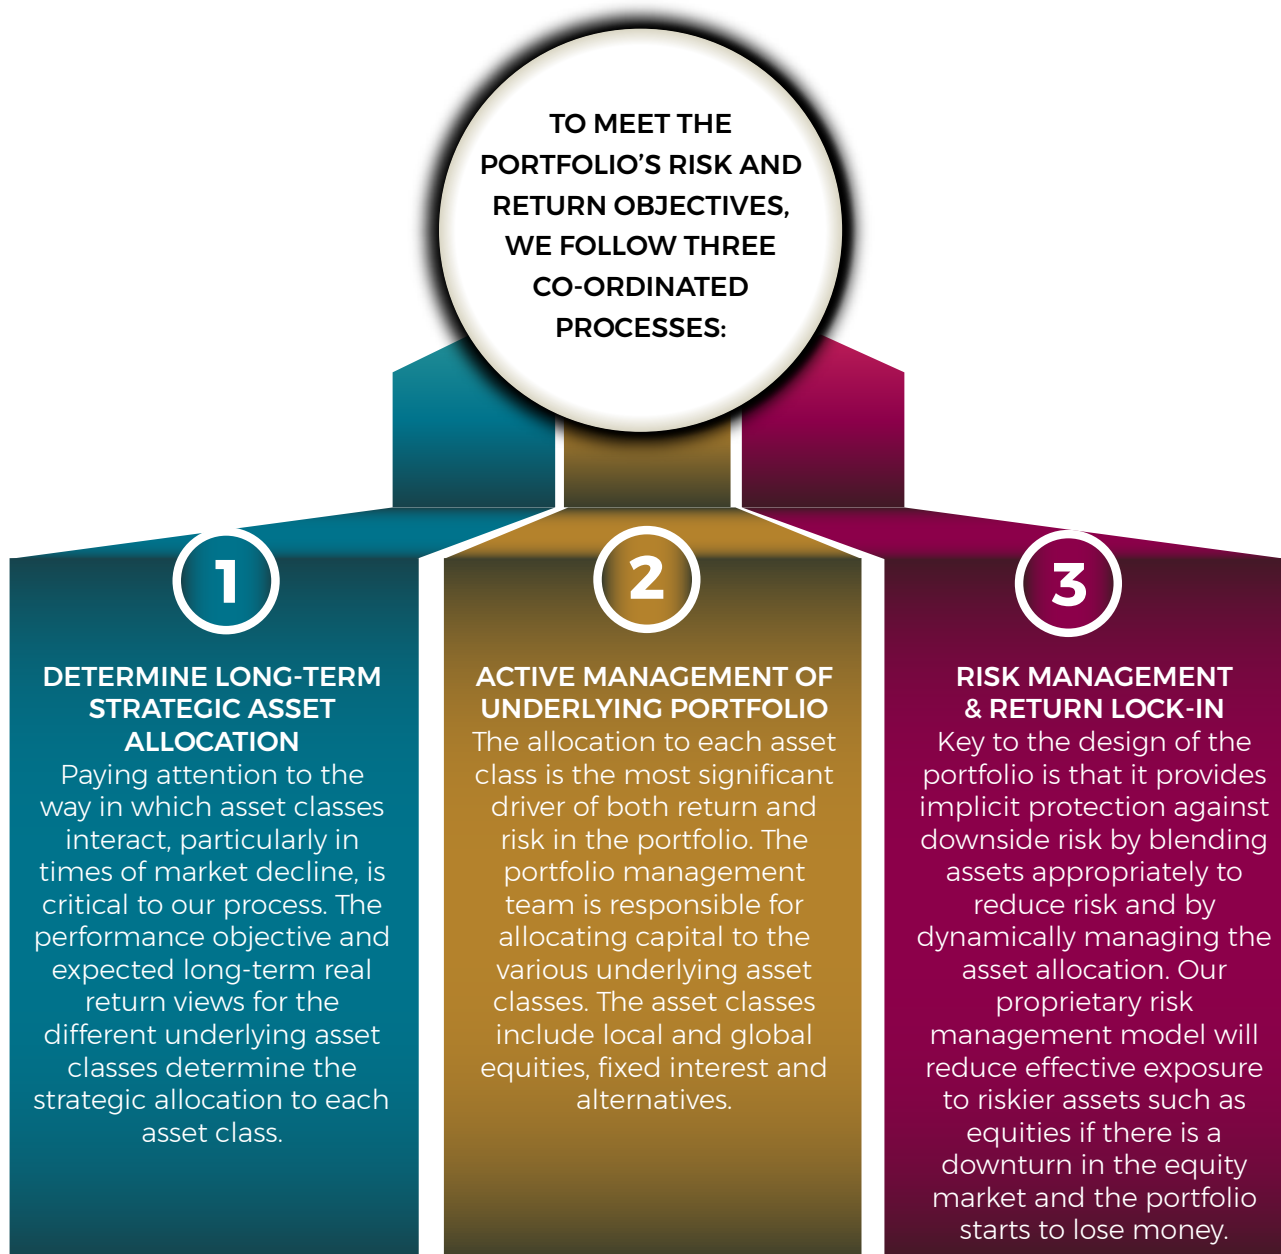 TO MEET THE
PORTFOLIO’S RISK AND
RETURN OBJECTIVES,
WE FOLLOW THREE
CO-ORDINATED
PROCESSES:
1
DETERMINE LONG-TERM
STRATEGIC ASSET
ALLOCATION
Paying attention to the
way in which asset classes
interact, particularly in
times of market decline, is
critical to our process. The
performance objective and
expected long-term real
return views for the
different underlying asset
classes determine the
strategic allocation to each
asset class.
2
ACTIVE MANAGEMENT OF
UNDERLYING PORTFOLIO
The allocation to each asset
class is the most significant
driver of both return and
risk in the portfolio. The
portfolio management
team is responsible for
allocating capital to the
various underlying asset
classes. The asset classes
include local and global
equities, fixed interest and
alternatives.
3
RISK MANAGEMENT
& RETURN LOCK-IN
Key to the design of the
portfolio is that it provides
implicit protection against
downside risk by blending
assets appropriately to
reduce risk and by
dynamically managing the
asset allocation. Our
proprietary risk
management model will
reduce effective exposure
to riskier assets such as
equities if there is a
downturn in the equity
market and the portfolio
starts to lose money.